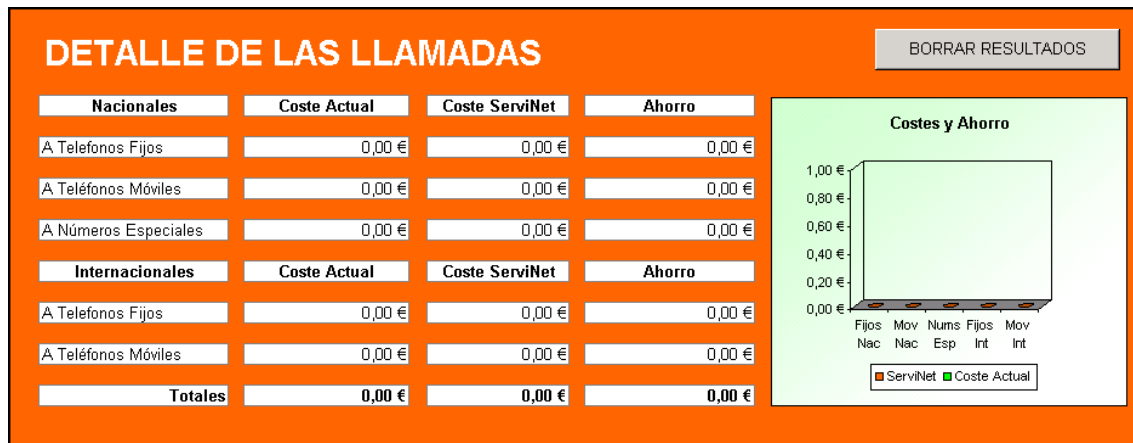 DETALLE DE LAS LLAMADAS
BORRAR RESULTADOS
Nacionales Coste Actual Coste ServiNet Ahorro
A Telefonos Fijos 0,00 € 0,00 € 0,00 €
A Teléfonos Móviles 0,00 € 0,00 € 0,00 €
A Números Especiales 0,00 € 0,00 € 0,00 €
Internacionales Coste Actual Coste ServiNet Ahorro
A Telefonos Fijos 0,00 € 0,00 € 0,00 €
A Teléfonos Móviles 0,00 € 0,00 € 0,00 €
Totales 0,00 € 0,00 € 0,00 €
Costes y Ahorro
1,00 €
0,80 €
0,60 €
0,40 €
0,20 €
0,00 €
Fijos Mov Nums Fijos Mov
Nac Nac Esp Int Int
ServiNet Coste Actual